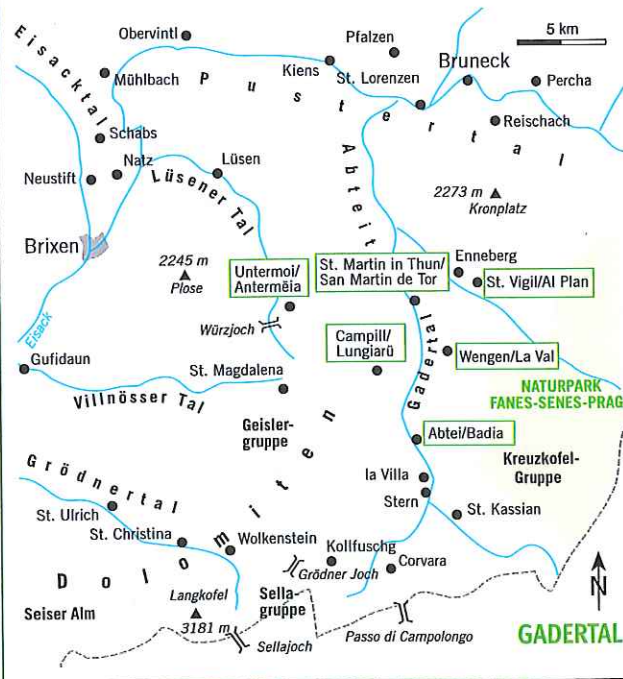 Obervintl
Pfalzen
5 km
Eisacktal
Mühlbach
Kiens
St. Lorenzen
Bruneck
Percha
Pustertal
Schabs
Reischach
Natz
Neustift
Lüsen
Lüsener Tal
Abteital
2273 m
Kronplatz
Brixen
2245 m
Plose
Untermoi/
Anterмëia
St. Martin in Thurn/
San Martin de Tor
Enneberg
St. Vigil/Al Plan
Eisack
Würzjoch
Campill/
Lungiarü
Gadertal
Wengen/La Val
Gufidaun
St. Magdalena
NATURPARK
FANES-SENES-PRAG
Villnösser Tal
Geisler-
gruppe
Abtei/Badia
Kreuzkofel-
Gruppe
Grödnertal
la Villa
Stern
St. Ulrich
St. Kassian
St. Christina
Wolkenstein
Kollfuschg
Grödner Joch
Corvara
Dolomiten
Langkofel
Sella-
gruppe
Seiser Alm
3181 m
Sellajoch
Passo di Campolongo
N
GADERTAL